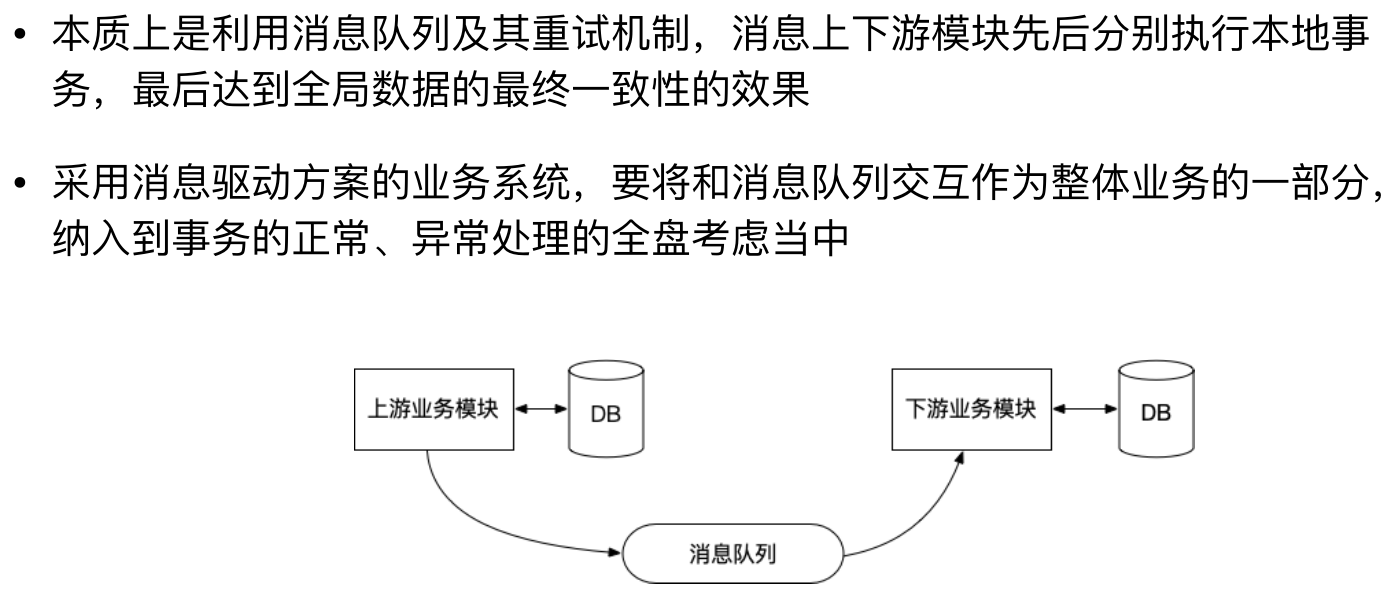 • 本质上是利用消息队列及其重试机制，消息上下游模块先后分别执行本地事
务，最后达到全局数据的最终一致性的效果
• 采用消息驱动方案的业务系统，要将和消息队列交互作为整体业务的一部分，
纳入到事务的正常、异常处理的全盘考虑当中
上游业务模块
DB
下游业务模块
DB
消息队列